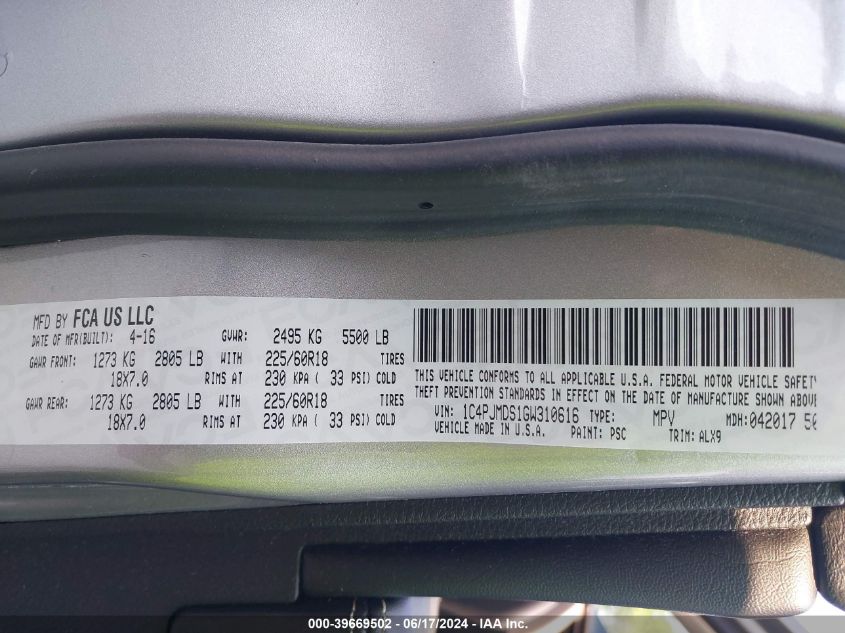 MFD BY FCA US LLC
DATE OF MFR(BUILT): 4-16 GVWR: 2495 KG 5500 LB
GAWR FRONT: 1273 KG 2805 LB WITH 225/60R18 TIRES
18X7.0 RIMS AT 230 KPA ( 33 PSI) COLD
GAWR REAR: 1273 KG 2805 LB WITH 225/60R18 TIRES
18X7.0 RIMS AT 230 KPA ( 33 PSI) COLD
THIS VEHICLE CONFORMS TO ALL APPLICABLE U.S.A. FEDERAL MOTOR VEHICLE SAFETY
THEFT PREVENTION STANDARDS IN EFFECT ON THE DATE OF MANUFACTURE SHOWN ABOVE
VIN: 1C4PJMDS1GW310616 TYPE: MPV MDH:042017
VEHICLE MADE IN U.S.A. PAINT: PSC TRIM: ALX9
000-39669502 - 06/17/2024 - IAA Inc.